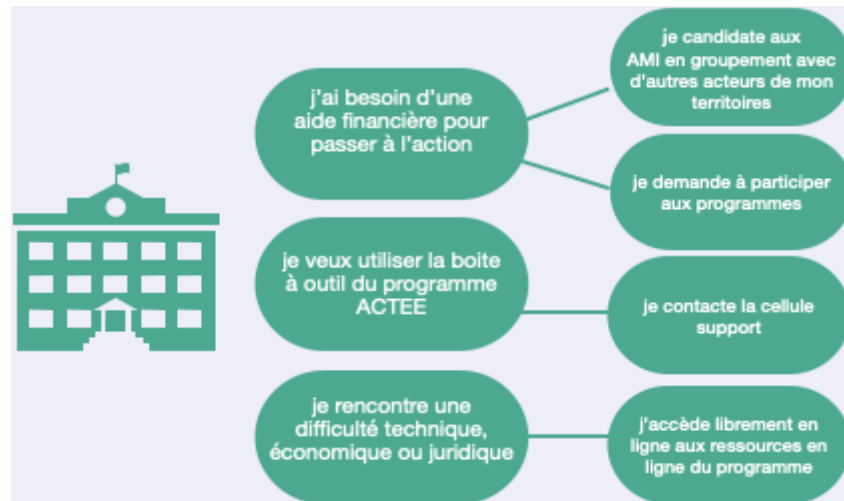 j'ai besoin d'une
aide financière pour
passer à l'action
je candidate aux
AMI en groupement avec
d'autres acteurs de mon
territoires
je demande à participer
aux programmes
je veux utiliser la boite
à outil du programme
ACTEE
je contacte la cellule
support
je rencontre une
difficulté technique,
économique ou juridique
j'accède librement en
ligne aux ressources en
ligne du programme